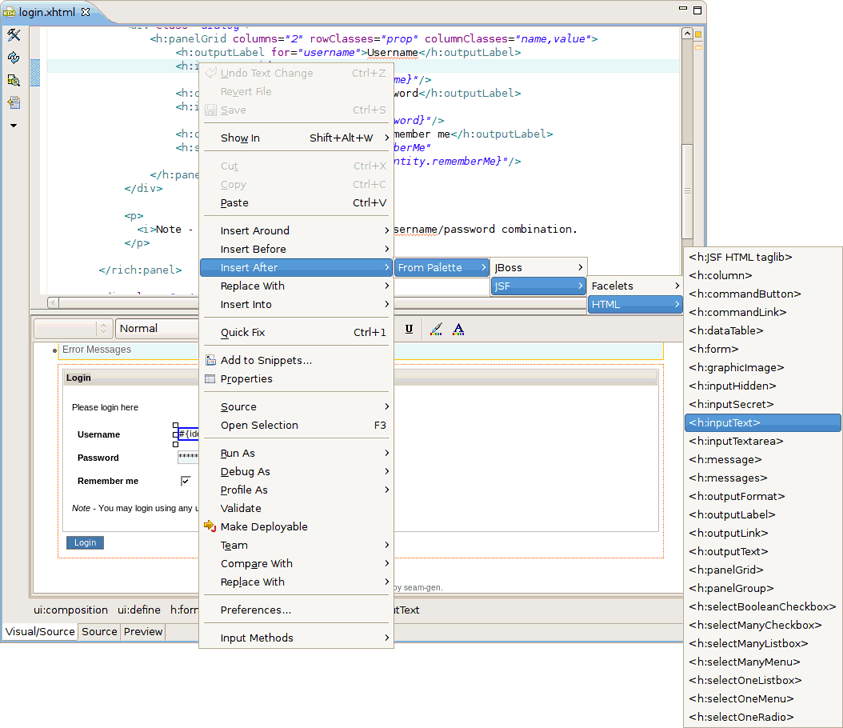 login.xhtml
<h:panelGrid columns="2" rowClasses="prop" columnClasses="name,value">
<h:outputLabel for="username">Username</h:outputLabel>
<h:i
me}"/>
<h:o word</h:outputLabel>
<h:i
word}"/>
<h:o member me</h:outputLabel>
<h:s berMe"
entity.rememberMe}"/>
</h:pane
</div>
<p>
<i>Note - sername/password combination.
</p>
</rich:panel>
Undo Text Change Ctrl+Z
Revert File
Save Ctrl+S
Show In Shift+Alt+W
Cut Ctrl+X
Copy Ctrl+C
Paste Ctrl+V
Insert Around
Insert Before
Insert After
Replace With
Insert Into
Quick Fix Ctrl+1
Add to Snippets...
Properties
Source
Open Selection F3
Run As
Debug As
Profile As
Validate
Make Deployable
Team
Compare With
Replace With
Preferences...
Input Methods
From Palette
JBoss
JSF
Facelets
HTML
<h:JSF HTML taglib>
<h:column>
<h:commandButton>
<h:commandLink>
<h:dataTable>
<h:form>
<h:graphicImage>
<h:inputHidden>
<h:inputSecret>
<h:inputText>
<h:inputTextarea>
<h:message>
<h:messages>
<h:outputFormat>
<h:outputLabel>
<h:outputLink>
<h:outputText>
<h:panelGrid>
<h:panelGroup>
<h:selectBooleanCheckbox>
<h:selectManyCheckbox>
<h:selectManyListbox>
<h:selectManyMenu>
<h:selectOneListbox>
<h:selectOneMenu>
<h:selectOneRadio>
Normal U A
Error Messages
Login
Please login here
Username #{ide
Password ****
Remember me
Note - You may login using any u
Login
by seam-gen.
ui:composition ui:define h:forn utText
Visual/Source Source Preview